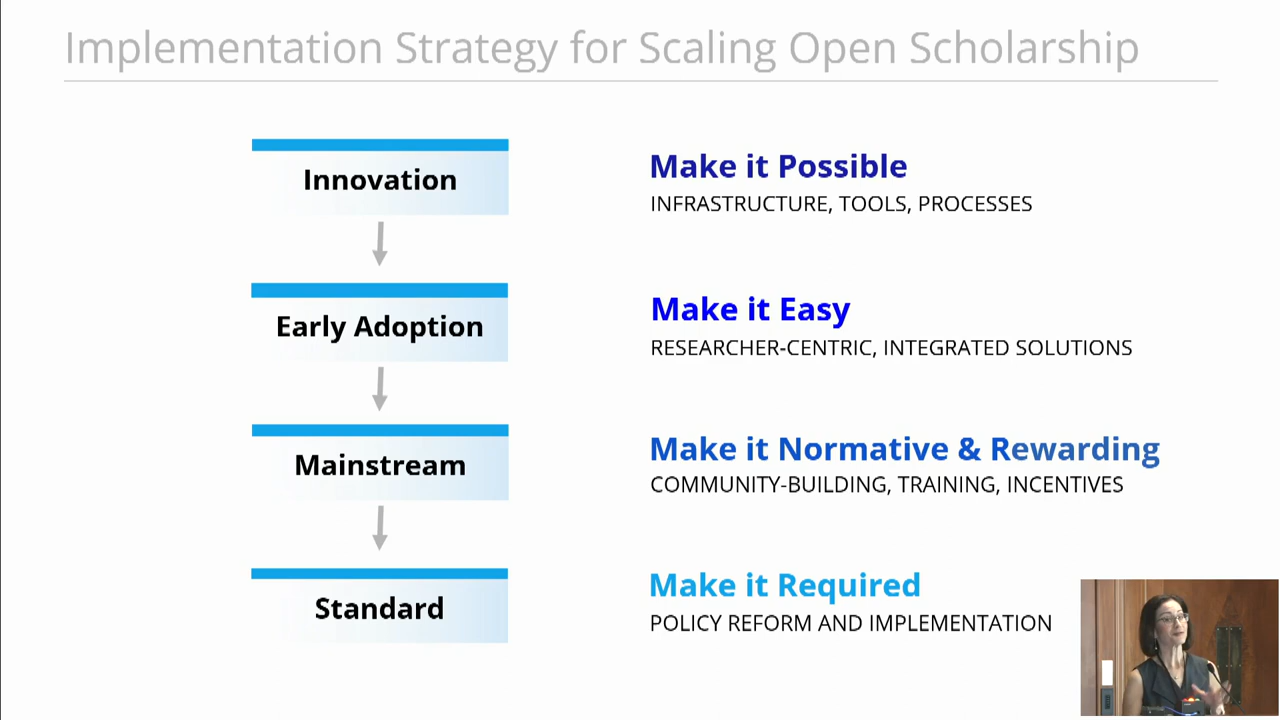 Implementation Strategy for Scaling Open Scholarship
Innovation
Make it Possible
INFRASTRUCTURE, TOOLS, PROCESSES
Early Adoption
Make it Easy
RESEARCHER-CENTRIC, INTEGRATED SOLUTIONS
Mainstream
Make it Normative & Rewarding
COMMUNITY-BUILDING, TRAINING, INCENTIVES
Standard
Make it Required
POLICY REFORM AND IMPLEMENTATION